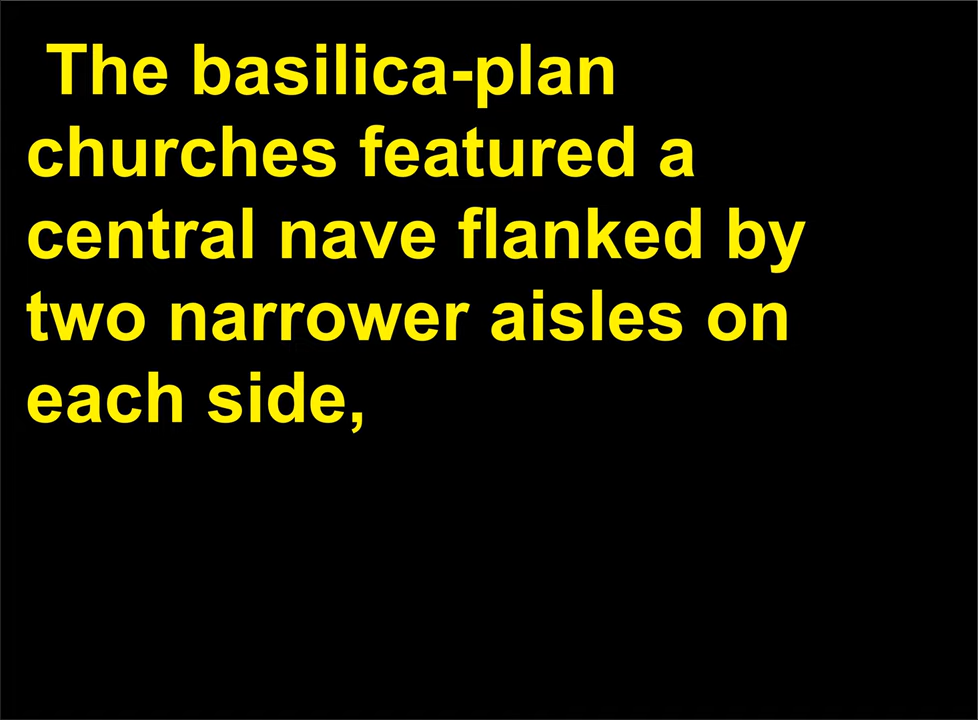 The basilica-plan
churches featured a
central nave flanked by
two narrower aisles on
each side,